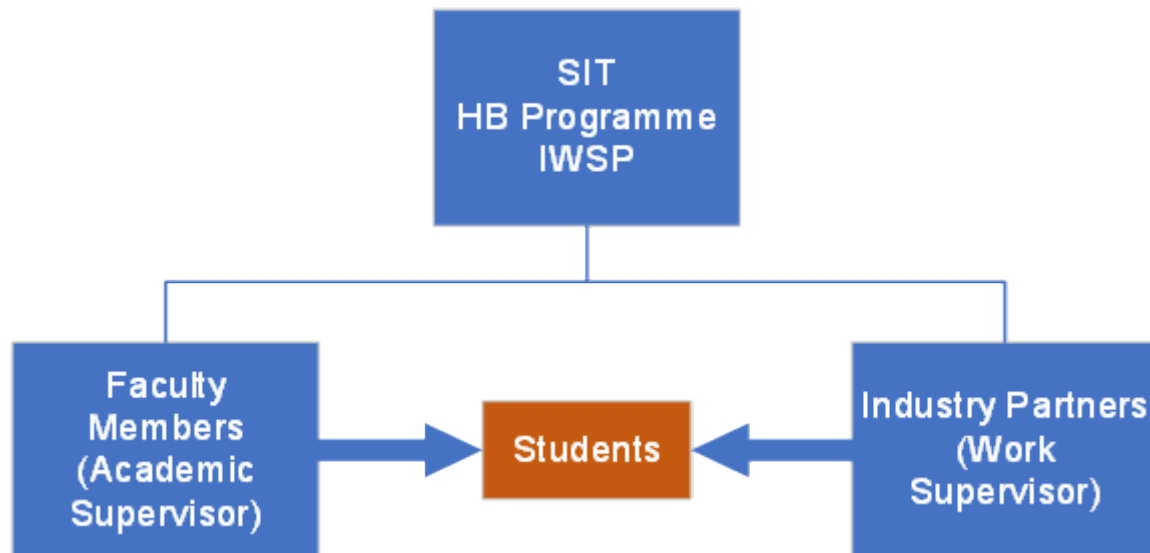 SIT
HB Programme
IWSP
Faculty
Members
(Academic
Supervisor)
Students
Industry Partners
(Work
Supervisor)